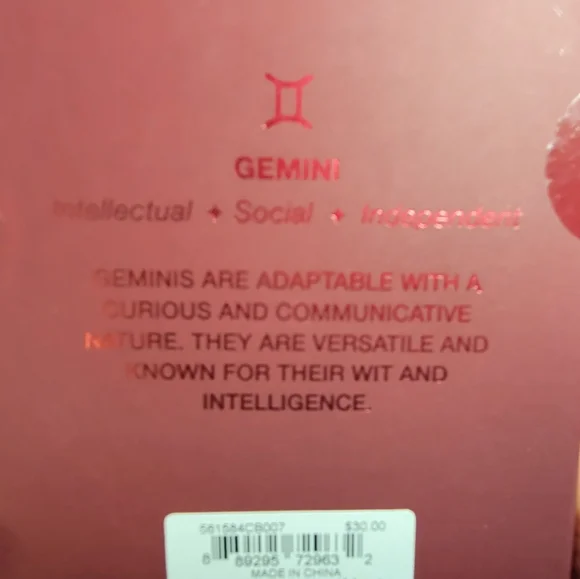 GEMINI
Intellectual ✦ Social ✦ Independent
GEMINIS ARE ADAPTABLE WITH A
CURIOUS AND COMMUNICATIVE
NATURE. THEY ARE VERSATILE AND
KNOWN FOR THEIR WIT AND
INTELLIGENCE.
561584CB007 $30.00
8 89295 72963 2
MADE IN CHINA